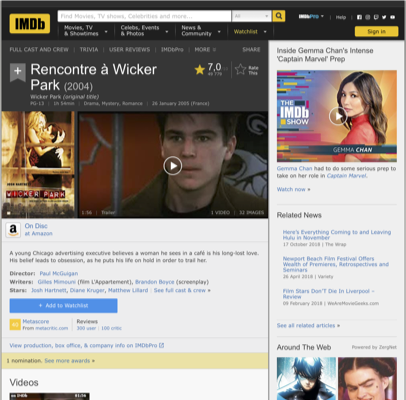 IMDb
Find Movies, TV shows, Celebrities and more...
All
Movies, TV
& Showtimes
Celebs, Events
& Photos
News &
Community
Watchlist
IMDbPro
Help
Sign in
FULL CAST AND CREW | TRIVIA | USER REVIEWS | IMDbPro | MORE
SHARE
Rencontre à Wicker
Park (2004)
Wicker Park (original title)
PG-13 | 1h 54min | Drama, Mystery, Romance | 26 January 2005 (France)
7,0
Rate
This
WICKER PARK
1:56 | Trailer
1 VIDEO | 32 IMAGES
On Disc
at Amazon
A young Chicago advertising executive believes a woman he sees in a café is his long-lost love.
His belief leads to obsession, as he puts his life on hold in order to trail her.
Director: Paul McGuigan
Writers: Gilles Mimouni (film L'Appartement), Brandon Boyce (screenplay)
Stars: Josh Hartnett, Diane Kruger, Matthew Lillard | See full cast & crew »
+ Add to Watchlist
Metascore
From metacritic.com
Reviews
300 user | 100 critic
View production, box office, & company info on IMDbPro
1 nomination. See more awards »
Videos
Inside Gemma Chan's Intense
'Captain Marvel' Prep
THE
IMDb
SHOW
GEMMA CHAN
Gemma Chan had to do some serious prep to
take on her role in Captain Marvel.
Watch now »
Related News
Here's Everything Coming to and Leaving
Hulu in November
17 October 2018 | The Wrap
Newport Beach Film Festival Offers
Wealth of Premieres, Retrospectives and
Seminars
26 April 2018 | Variety
Film Stars Don'T Die In Liverpool –
Review
09 February 2018 | WeAreMovieGeeks.com
See all related articles »
Around The Web
Powered by ZergNet